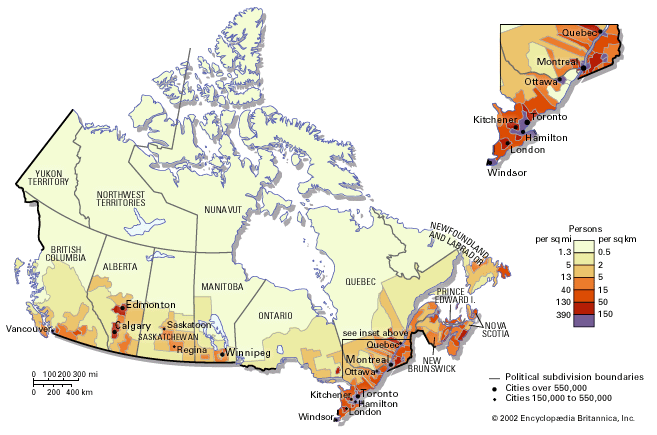 Quebec
Montreal
Ottawa
Kitchener
Toronto
Hamilton
London
Windsor
YUKON
TERRITORY
NORTHWEST
TERRITORIES
NUNAVUT
BRITISH
COLUMBIA
ALBERTA
MANITOBA
ONTARIO
QUEBEC
NEWFOUNDLAND
AND LABRADOR
PRINCE
EDWARD I.
NOVA
SCOTIA
NEW
BRUNSWICK
Edmonton
Calgary
Saskatoon
SASKATCHEWAN
Regina
Winnipeg
Vancouver
see inset above
Quebec
Montreal
Ottawa
Kitchener
Toronto
Hamilton
London
Windsor
Persons
per sq mi per sq km
1.3 0.5
5 2
13 5
40 15
130 50
390 150
0 100 200 300 mi
0 200 400 km
Political subdivision boundaries
Cities over 550,000
Cities 150,000 to 550,000
© 2002 Encyclopædia Britannica, Inc.